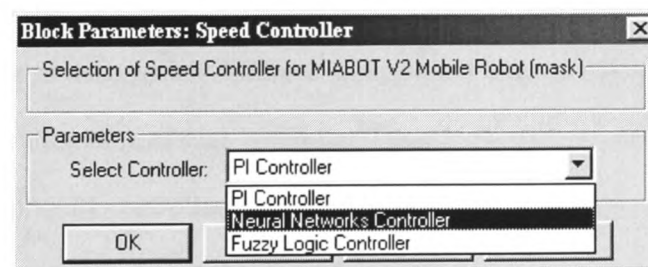 Block Parameters: Speed Controller
Selection of Speed Controller for MIABOT V2 Mobile Robot (mask)
Parameters
Select Controller: PI Controller
PI Controller
Neural Networks Controller
Fuzzy Logic Controller
OK